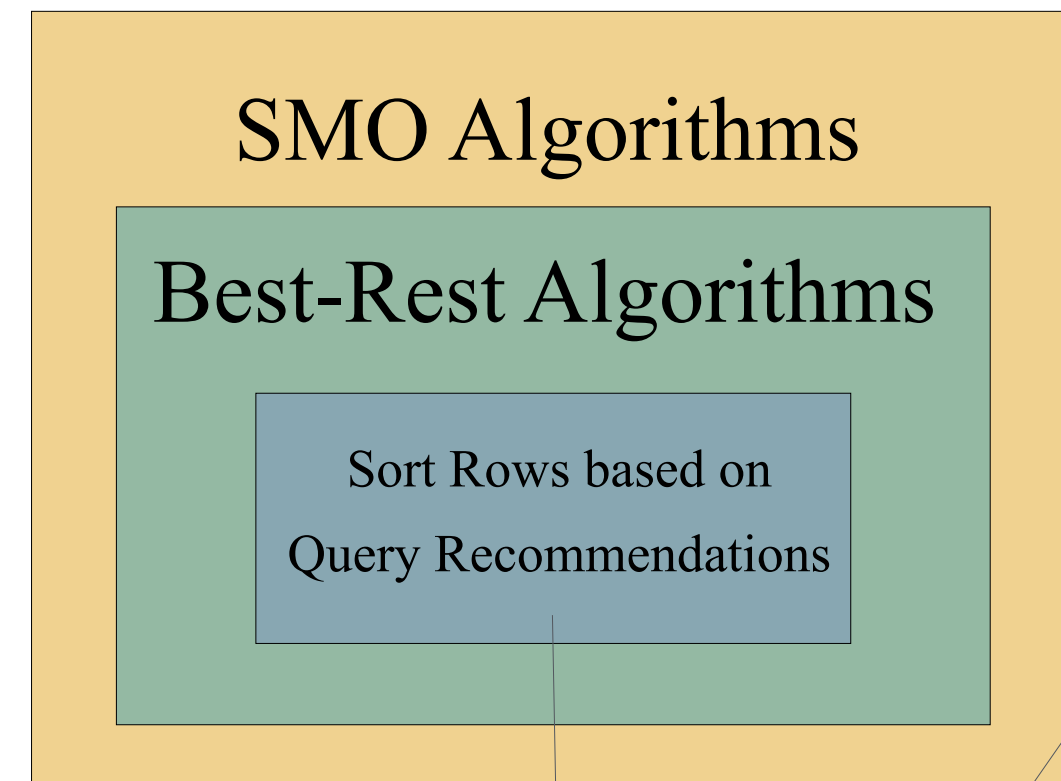 SMO Algorithms
Best-Rest Algorithms
Sort Rows based on
Query Recommendations